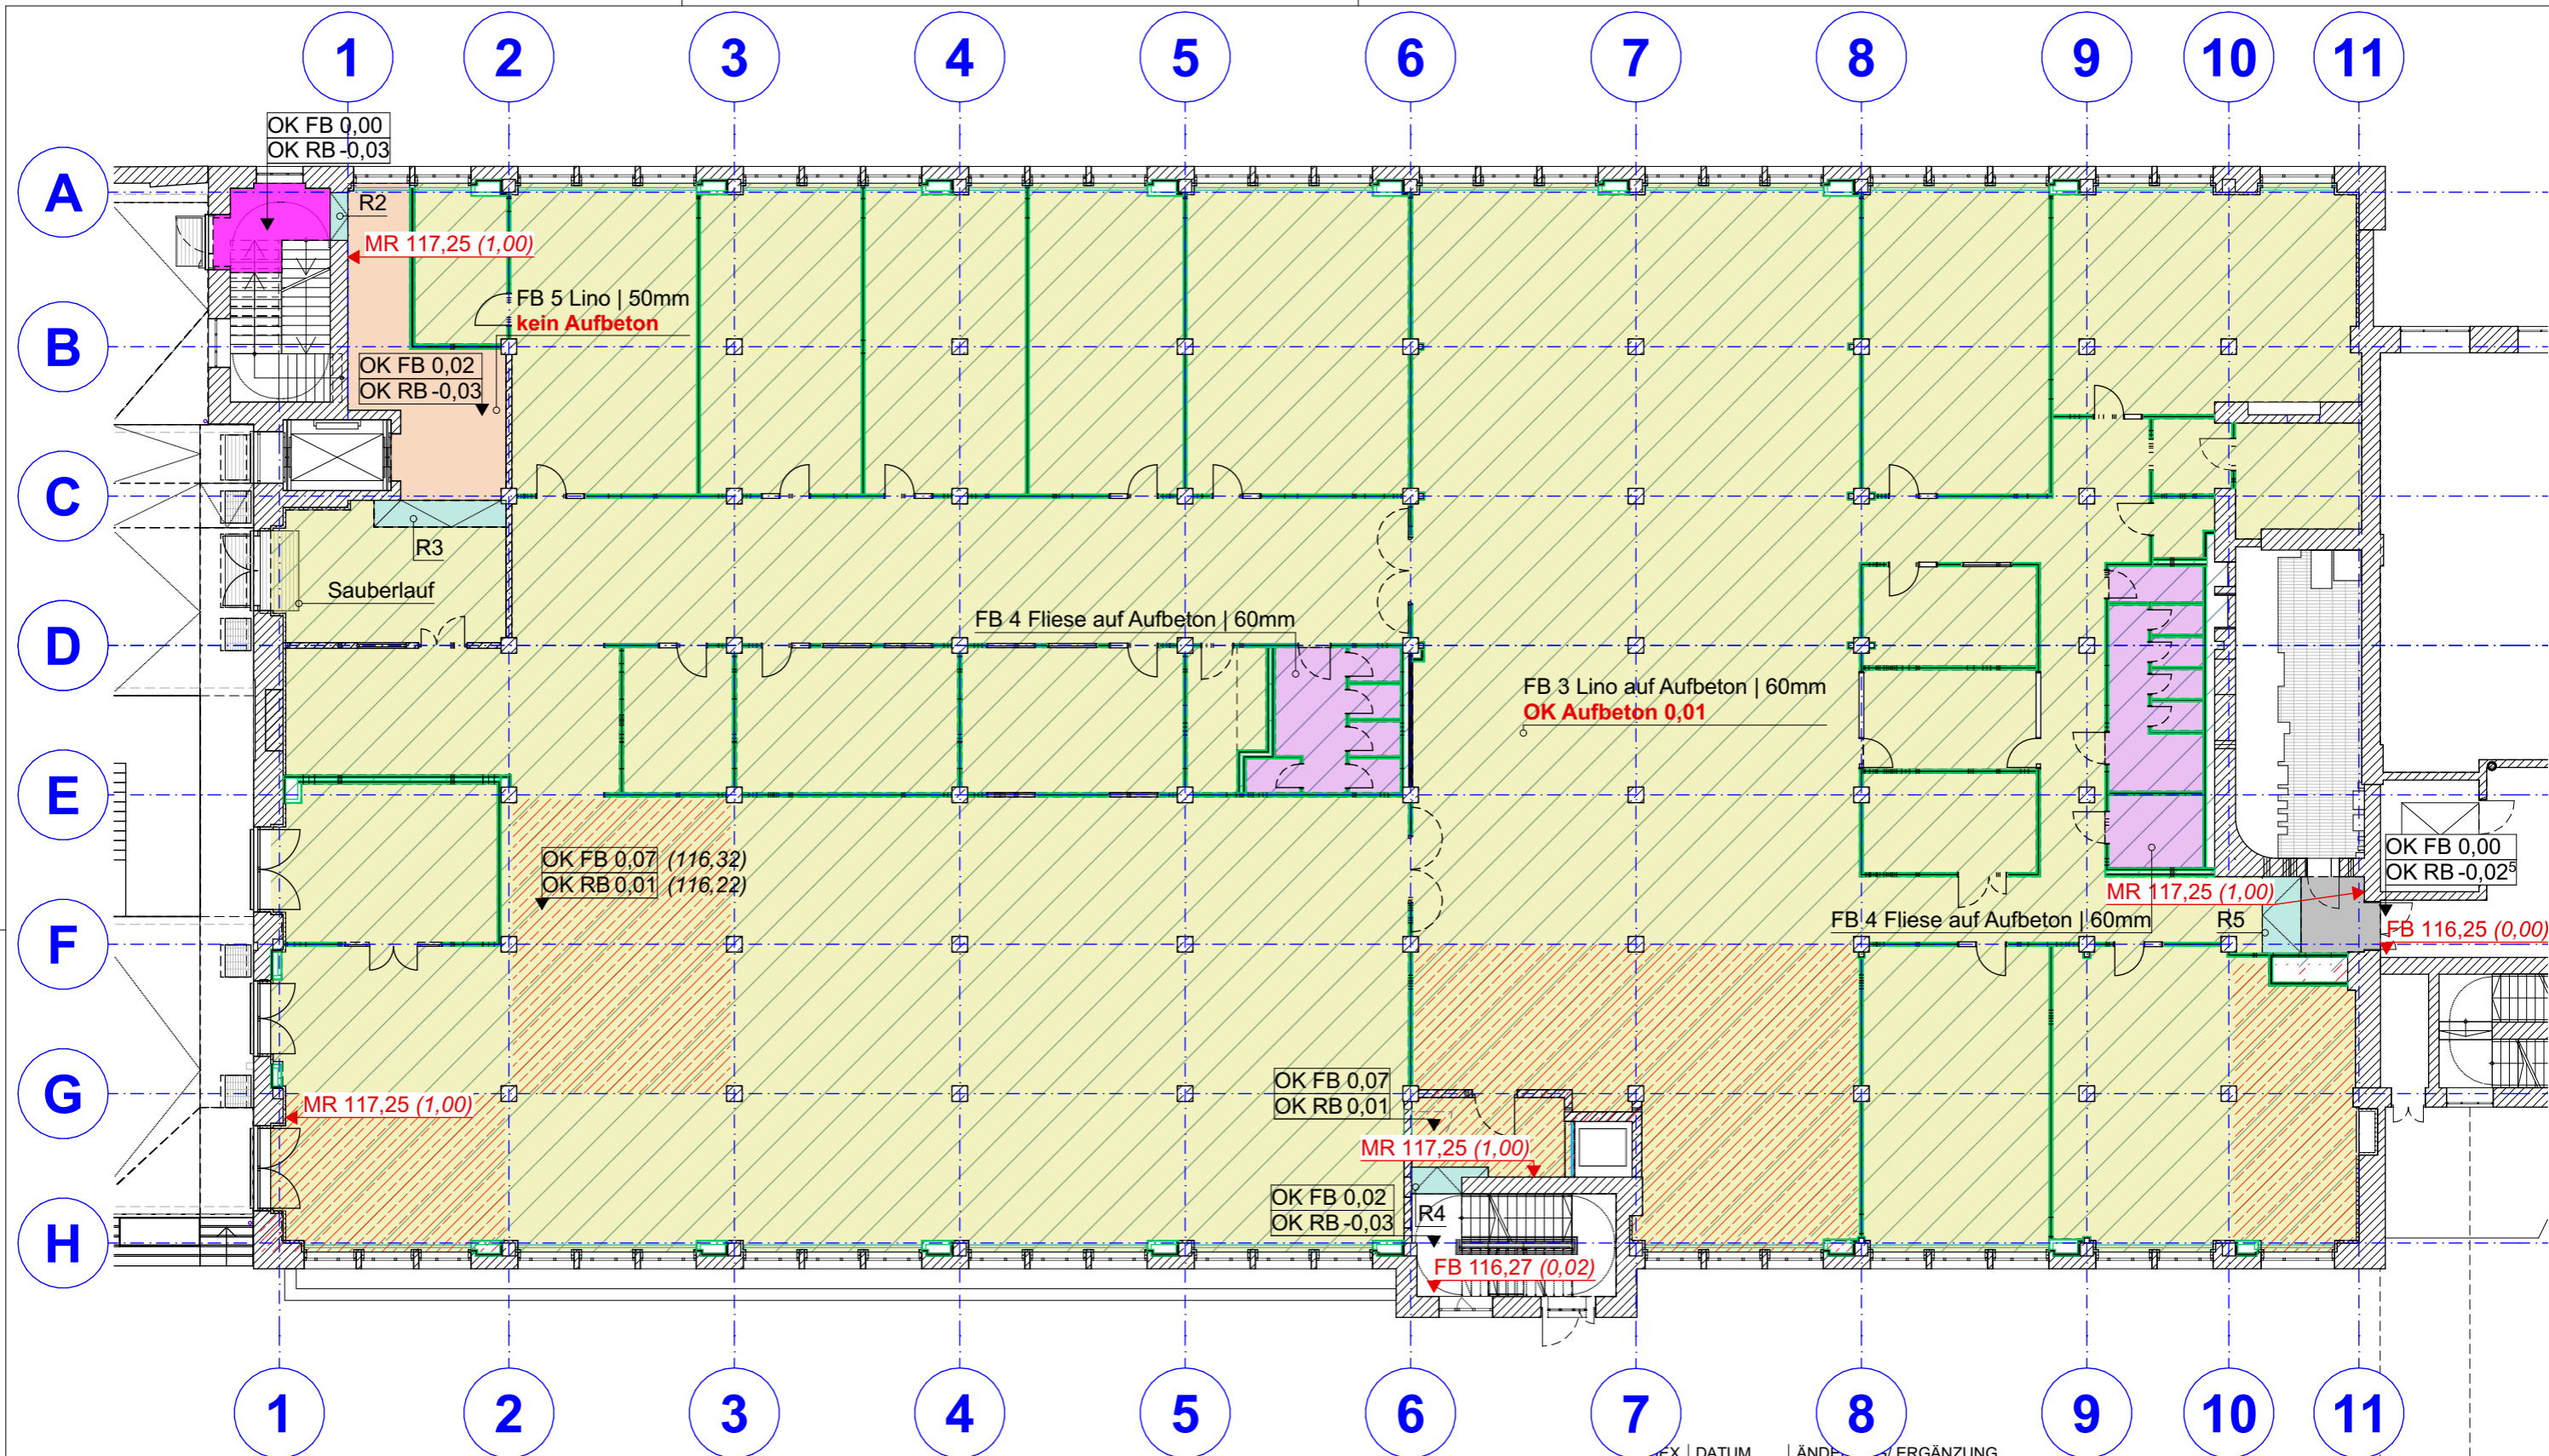 1 2 3 4 5 6 7 8 9 10 11
OK FB 0,00
OK RB -0,03
A
R2
MR 117,25 (1,00)
FB 5 Lino | 50mm
kein Aufbeton
B
OK FB 0,02
OK RB -0,03
C
R3
Sauberlauf
D
FB 4 Fliese auf Aufbeton | 60mm
FB 3 Lino auf Aufbeton | 60mm
OK Aufbeton 0,01
E
OK FB 0,07 (116,32)
OK RB 0,01 (116,22)
OK FB 0,00
OK RB -0,02⁵
MR 117,25 (1,00)
FB 4 Fliese auf Aufbeton | 60mm
R5
FB 116,25 (0,00)
F
OK FB 0,07
OK RB 0,01
G
MR 117,25 (1,00)
MR 117,25 (1,00)
OK FB 0,02
OK RB -0,03
R4
H
FB 116,27 (0,02)
1 2 3 4 5 6 7 8 9 10 11
DATUM
ERGÄNZUNG